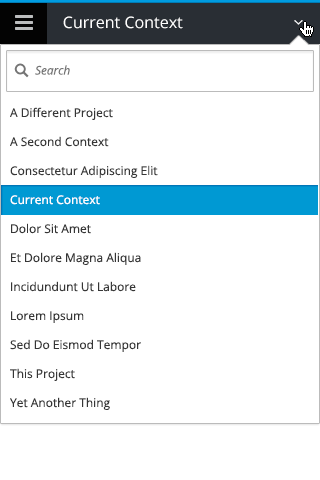 Current Context
Search
A Different Project
A Second Context
Consectetur Adipiscing Elit
Current Context
Dolor Sit Amet
Et Dolore Magna Aliqua
Incidundunt Ut Labore
Lorem Ipsum
Sed Do Eismod Tempor
This Project
Yet Another Thing